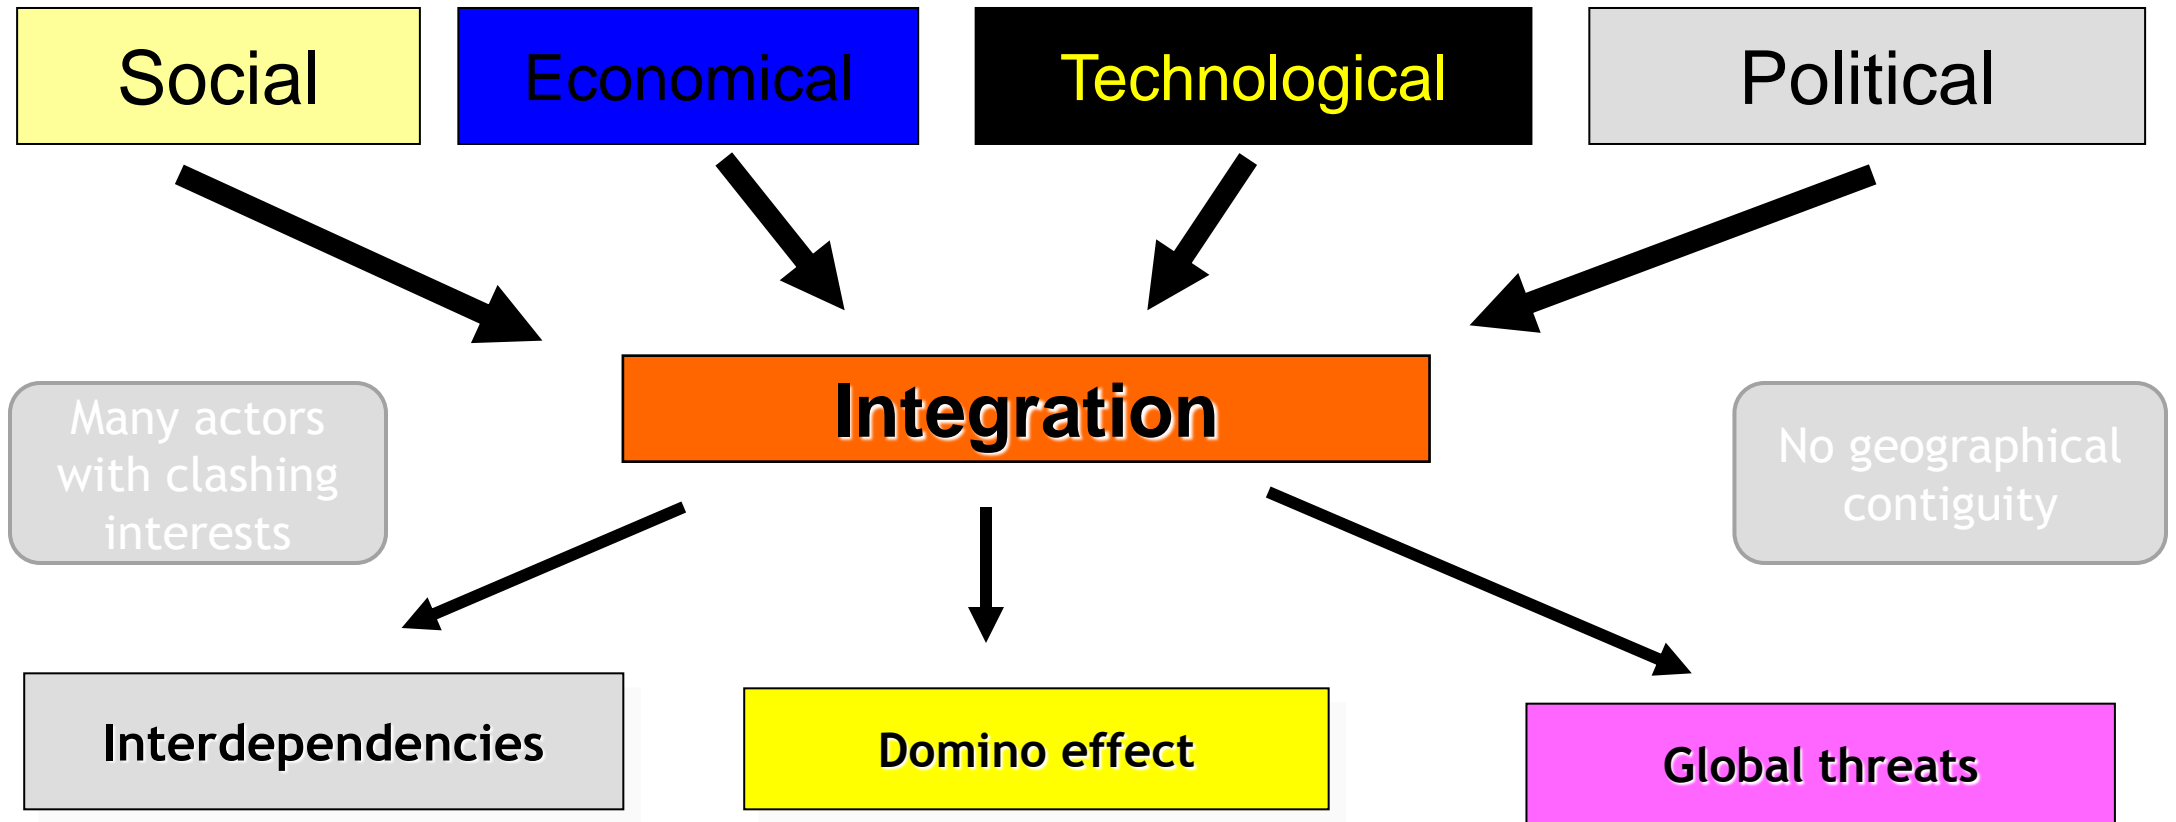 Social
Economical
Technological
Political
Integration
Many actors
with clashing
interests
No geographical
contiguity
Interdependencies
Domino effect
Global threats